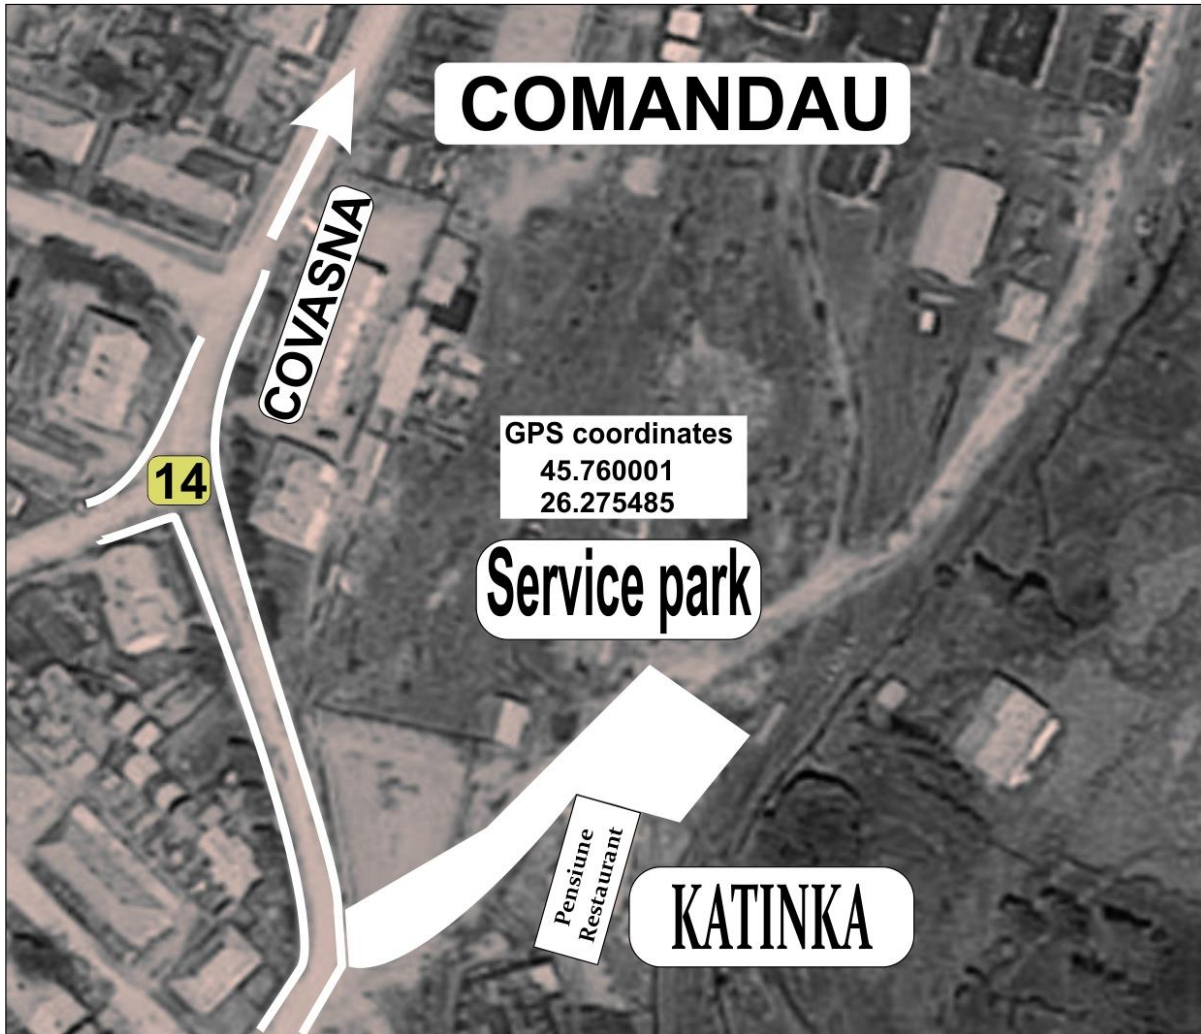 COMANDAU
COVASNA
14
GPS coordinates
45.760001
26.275485
Service park
Pensiune
Restaurant
KATINKA